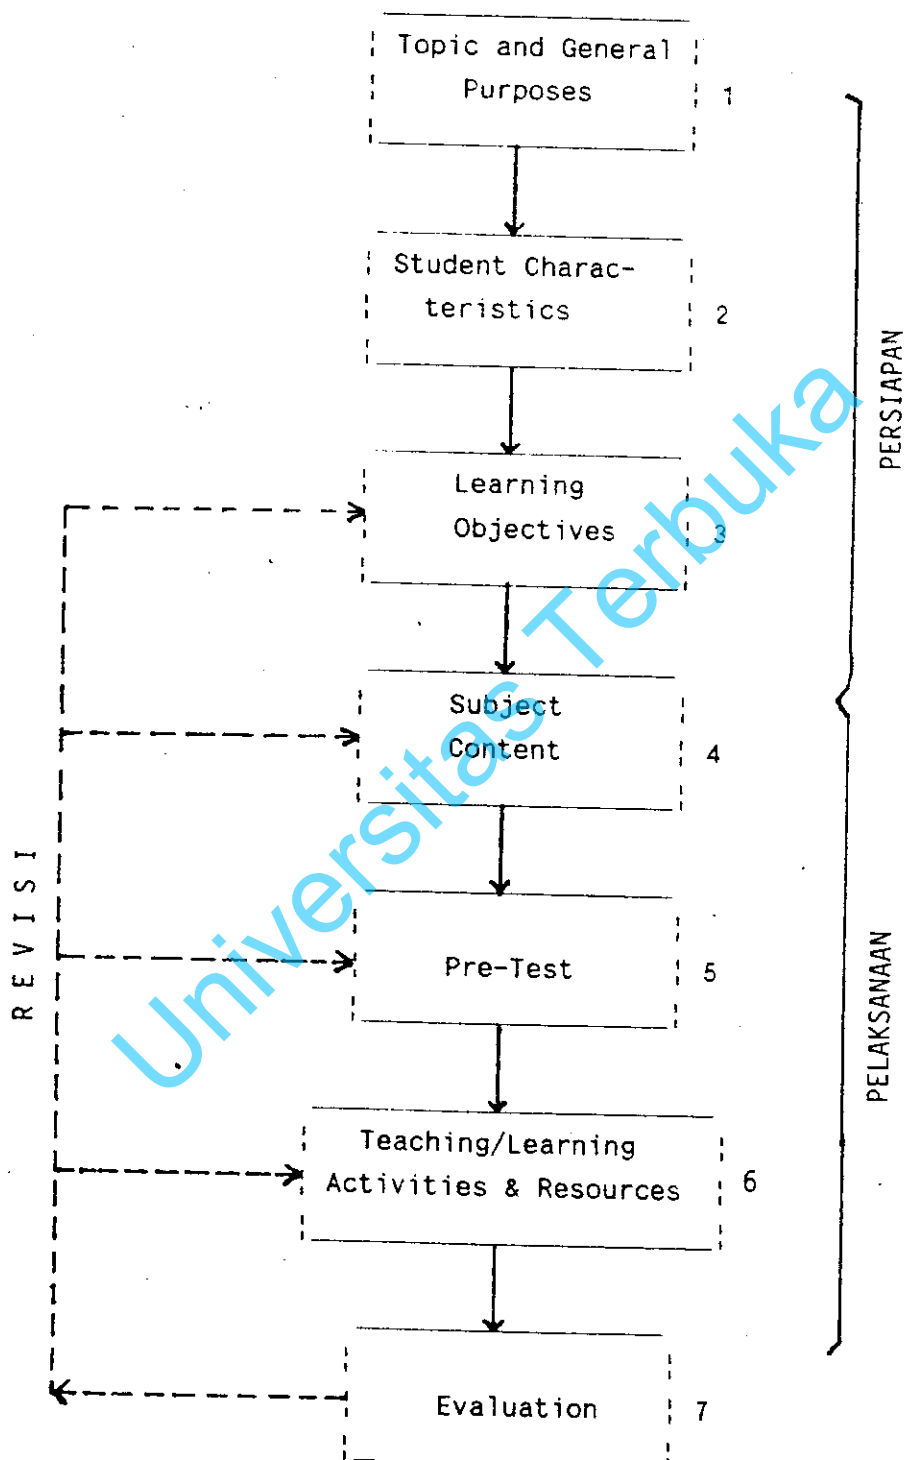 Topic and General
Purposes
1
Student Charac-
teristics
2
Learning
Objectives
3
Subject
Content
4
Pre-Test
5
Teaching/Learning
Activities & Resources
6
Evaluation
7
REVISI
PERSIAPAN
PELAKSANAAN
Universitas Terbuka